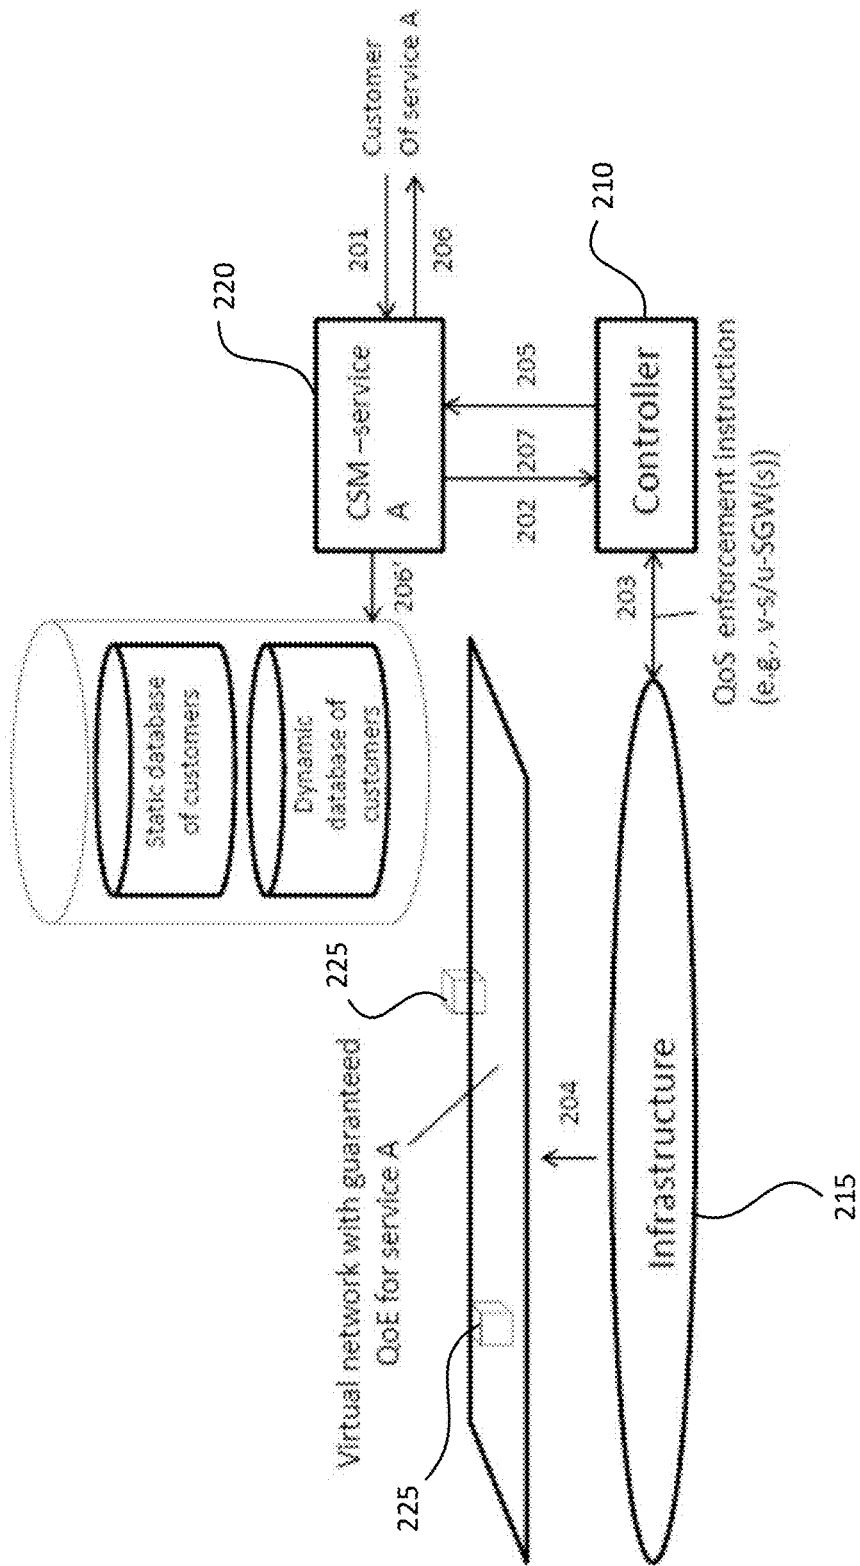 Static database
of customers
Dynamic
database of
customers
225
Virtual network with guaranteed
QoE for service A
225
204
Infrastructure
215
220
CSM –service
A
206'
201
206
Customer
Of service A
202
207
205
Controller
210
203
QoS enforcement instruction
(e.g., v-s/u-SGW(s))